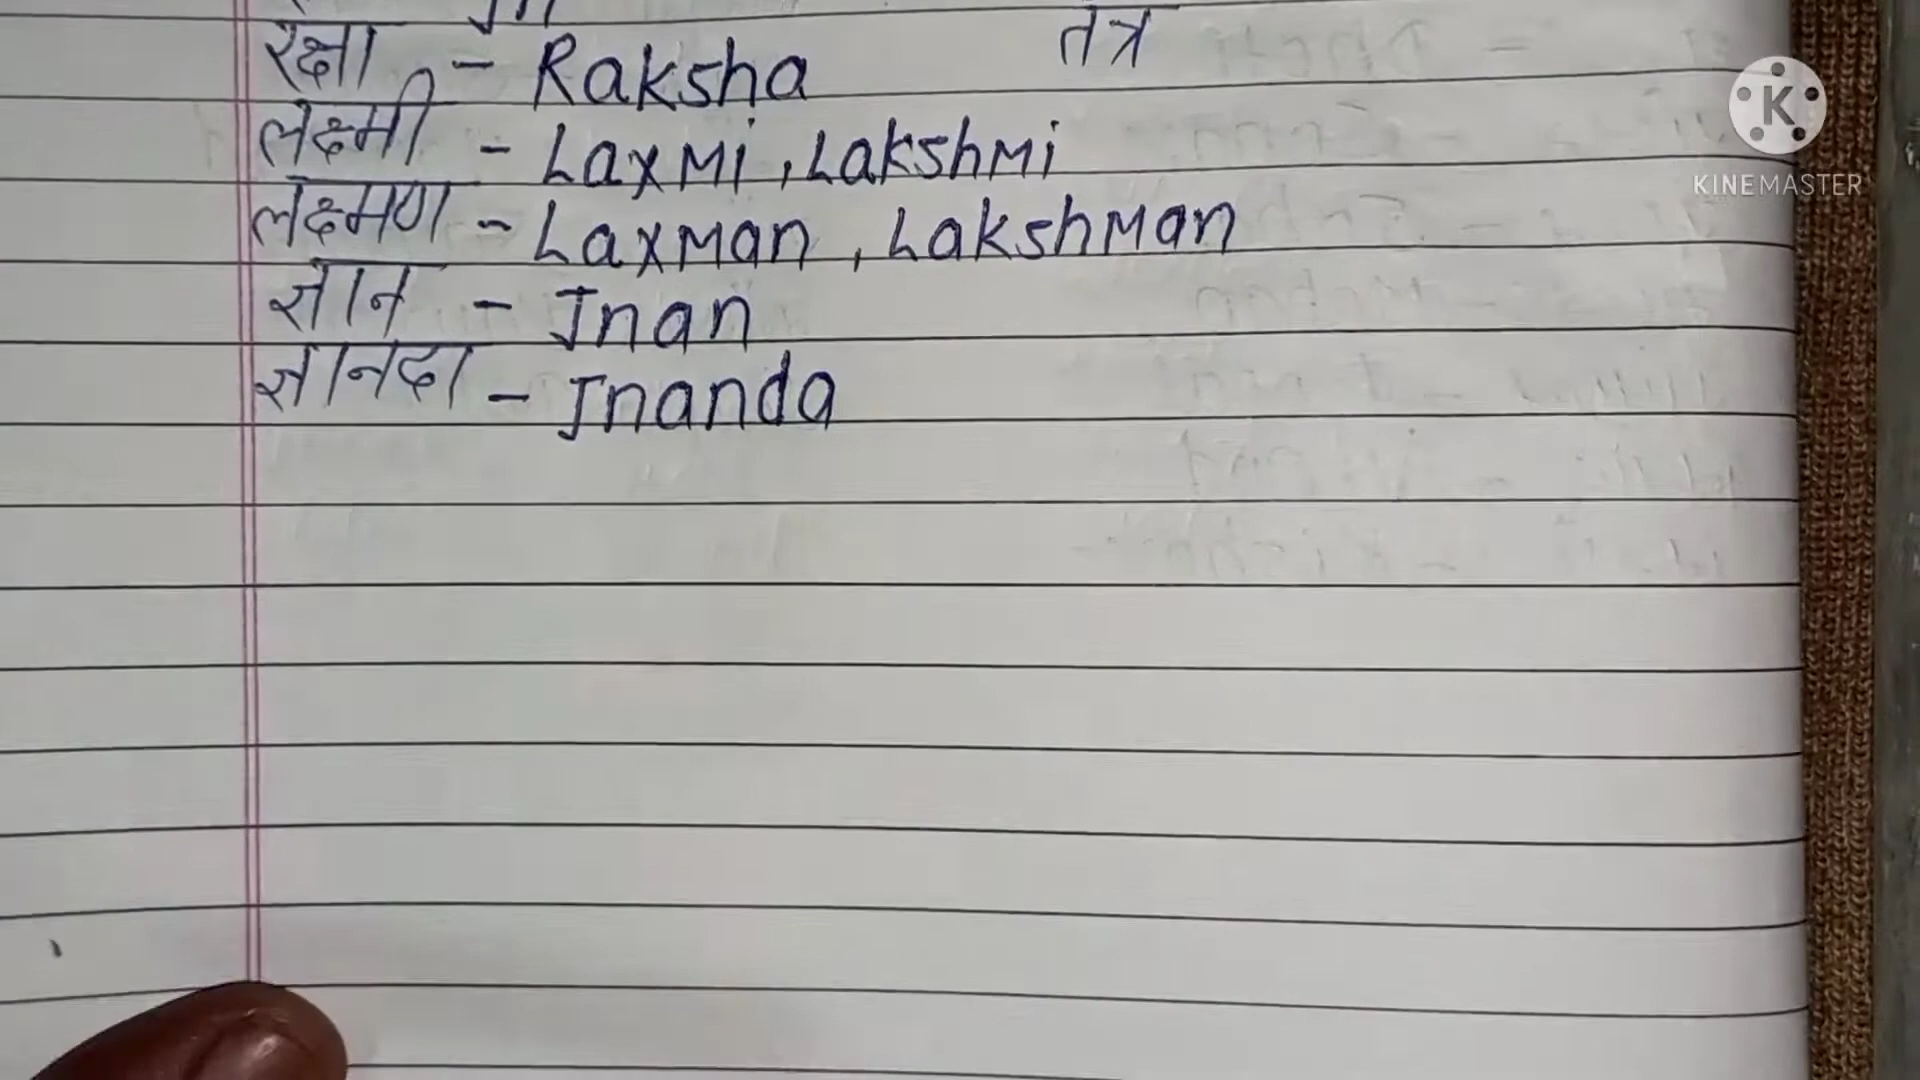 रक्षा - Raksha
तत्र
लक्ष्मी - Laxmi, Lakshmi
लक्ष्मण - Laxman, Lakshman
ज्ञान - Jnan
ज्ञानदा - Jnanda
KINEMASTER